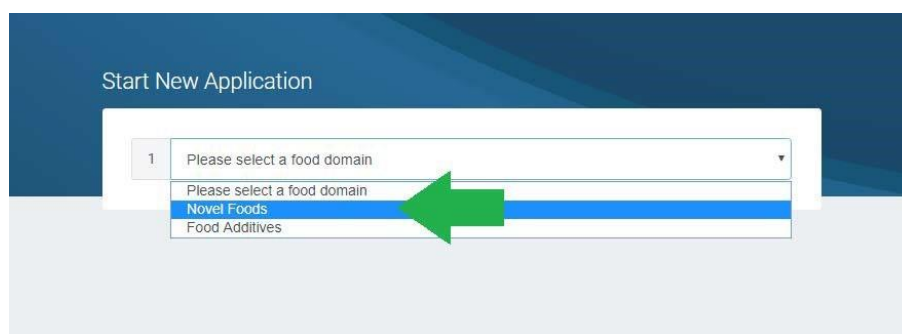 Start New Application
1
Please select a food domain
Please select a food domain
Novel Foods
Food Additives